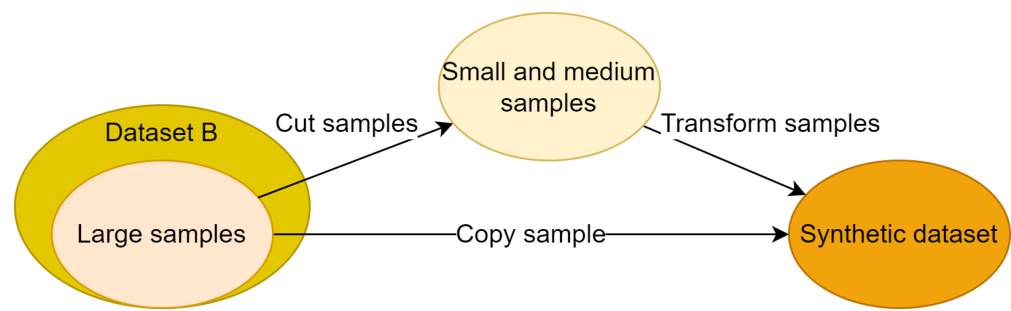 Small and medium
samples
Cut samples
Transform samples
Dataset B
Large samples
Copy sample
Synthetic dataset